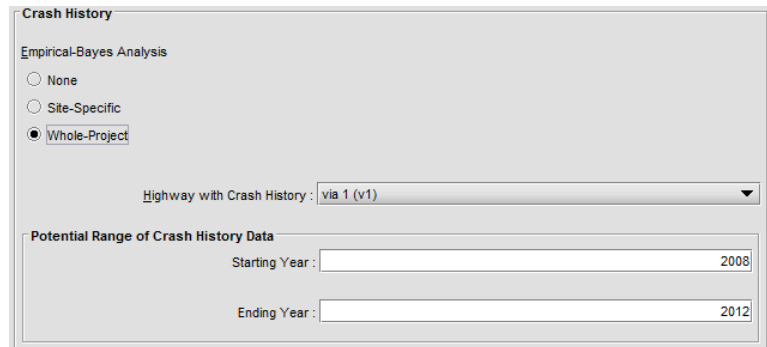 Crash History
Empirical-Bayes Analysis
None
Site-Specific
Whole-Project
Highway with Crash History : via 1 (v1)
Potential Range of Crash History Data
Starting Year : 2008
Ending Year : 2012